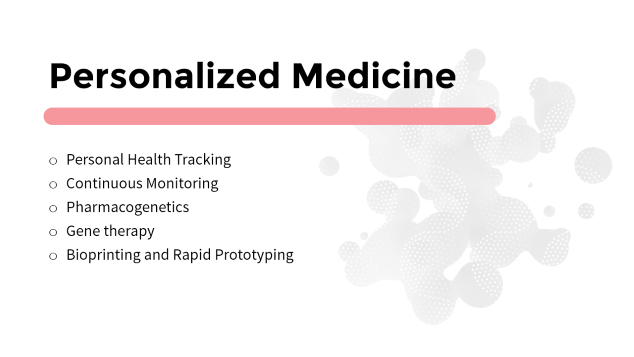 Personalized Medicine
Personal Health Tracking
Continuous Monitoring
Pharmacogenetics
Gene therapy
Bioprinting and Rapid Prototyping